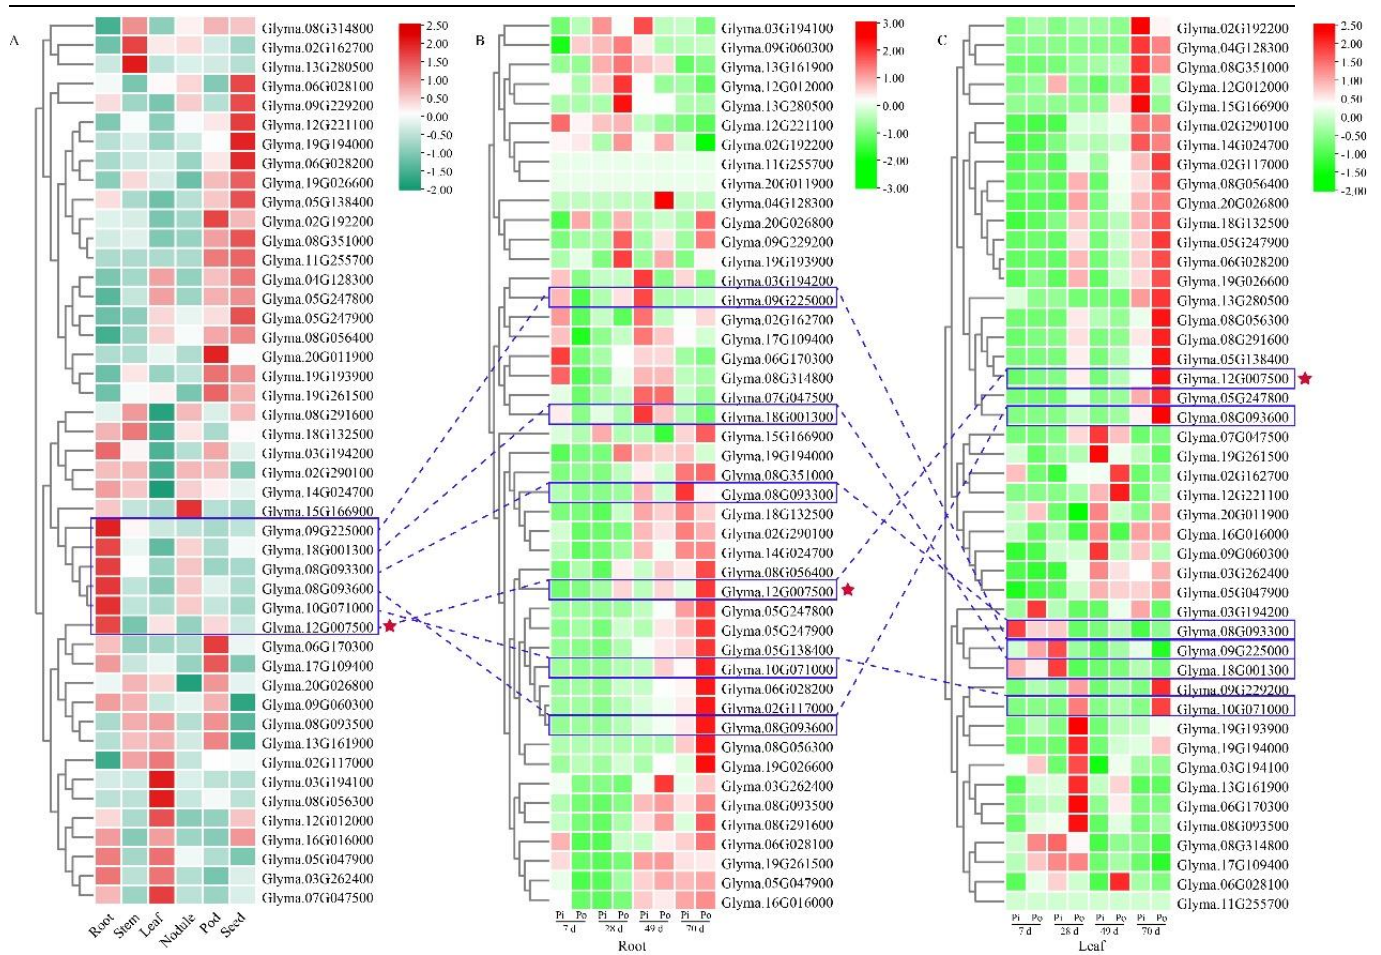 A
Glyma.08G314800
Glyma.02G162700
Glyma.13G280500
Glyma.06G028100
Glyma.09G229200
Glyma.12G221100
Glyma.19G194000
Glyma.06G028200
Glyma.19G026600
Glyma.05G138400
Glyma.02G192200
Glyma.08G351000
Glyma.11G255700
Glyma.04G128300
Glyma.05G247800
Glyma.05G247900
Glyma.08G056400
Glyma.20G011900
Glyma.19G193900
Glyma.19G261500
Glyma.08G291600
Glyma.18G132500
Glyma.03G194200
Glyma.02G290100
Glyma.14G024700
Glyma.15G166900
Glyma.09G225000
Glyma.18G001300
Glyma.08G093300
Glyma.08G093600
Glyma.10G071000
Glyma.12G007500
Glyma.06G170300
Glyma.17G109400
Glyma.20G026800
Glyma.09G060300
Glyma.08G093500
Glyma.13G161900
Glyma.02G117000
Glyma.03G194100
Glyma.08G056300
Glyma.12G012000
Glyma.16G016000
Glyma.05G047900
Glyma.03G262400
Glyma.07G047500
Root Stem Leaf Nodule Pod Seed
2.50
2.00
1.50
1.00
0.50
0.00
-0.50
-1.00
-1.50
-2.00
B
Glyma.03G194100
Glyma.09G060300
Glyma.13G161900
Glyma.12G012000
Glyma.13G280500
Glyma.12G221100
Glyma.02G192200
Glyma.11G255700
Glyma.20G011900
Glyma.04G128300
Glyma.20G026800
Glyma.09G229200
Glyma.19G193900
Glyma.03G194200
Glyma.09G225000
Glyma.02G162700
Glyma.17G109400
Glyma.06G170300
Glyma.08G314800
Glyma.07G047500
Glyma.18G001300
Glyma.15G166900
Glyma.19G194000
Glyma.08G351000
Glyma.08G093300
Glyma.18G132500
Glyma.02G290100
Glyma.14G024700
Glyma.08G056400
Glyma.12G007500
Glyma.05G247800
Glyma.05G247900
Glyma.05G138400
Glyma.10G071000
Glyma.06G028200
Glyma.02G117000
Glyma.08G093600
Glyma.08G056300
Glyma.19G026600
Glyma.03G262400
Glyma.08G093500
Glyma.08G291600
Glyma.06G028100
Glyma.19G261500
Glyma.05G047900
Glyma.16G016000
Pi Po Pi Po Pi Po Pi Po
7 d 28 d 49 d 70 d
Root
3.00
2.00
1.00
0.00
-1.00
-2.00
-3.00
C
Glyma.02G192200
Glyma.04G128300
Glyma.08G351000
Glyma.12G012000
Glyma.15G166900
Glyma.02G290100
Glyma.14G024700
Glyma.02G117000
Glyma.08G056400
Glyma.20G026800
Glyma.18G132500
Glyma.05G247900
Glyma.06G028200
Glyma.19G026600
Glyma.13G280500
Glyma.08G056300
Glyma.08G291600
Glyma.05G138400
Glyma.12G007500
Glyma.05G247800
Glyma.08G093600
Glyma.07G047500
Glyma.19G261500
Glyma.02G162700
Glyma.12G221100
Glyma.20G011900
Glyma.16G016000
Glyma.09G060300
Glyma.03G262400
Glyma.05G047900
Glyma.03G194200
Glyma.08G093300
Glyma.09G225000
Glyma.18G001300
Glyma.09G229200
Glyma.10G071000
Glyma.19G193900
Glyma.19G194000
Glyma.03G194100
Glyma.13G161900
Glyma.06G170300
Glyma.08G093500
Glyma.08G314800
Glyma.17G109400
Glyma.06G028100
Glyma.11G255700
Pi Po Pi Po Pi Po Pi Po
7 d 28 d 49 d 70 d
Leaf
2.50
2.00
1.50
1.00
0.50
0.00
-0.50
-1.00
-1.50
-2.00